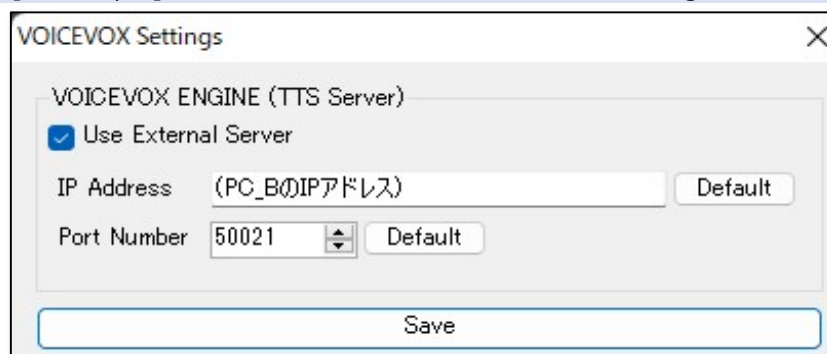 VOICEVOX Settings
VOICEVOX ENGINE (TTS Server)
Use External Server
IP Address (PC_BのIPアドレス) Default
Port Number 50021 Default
Save